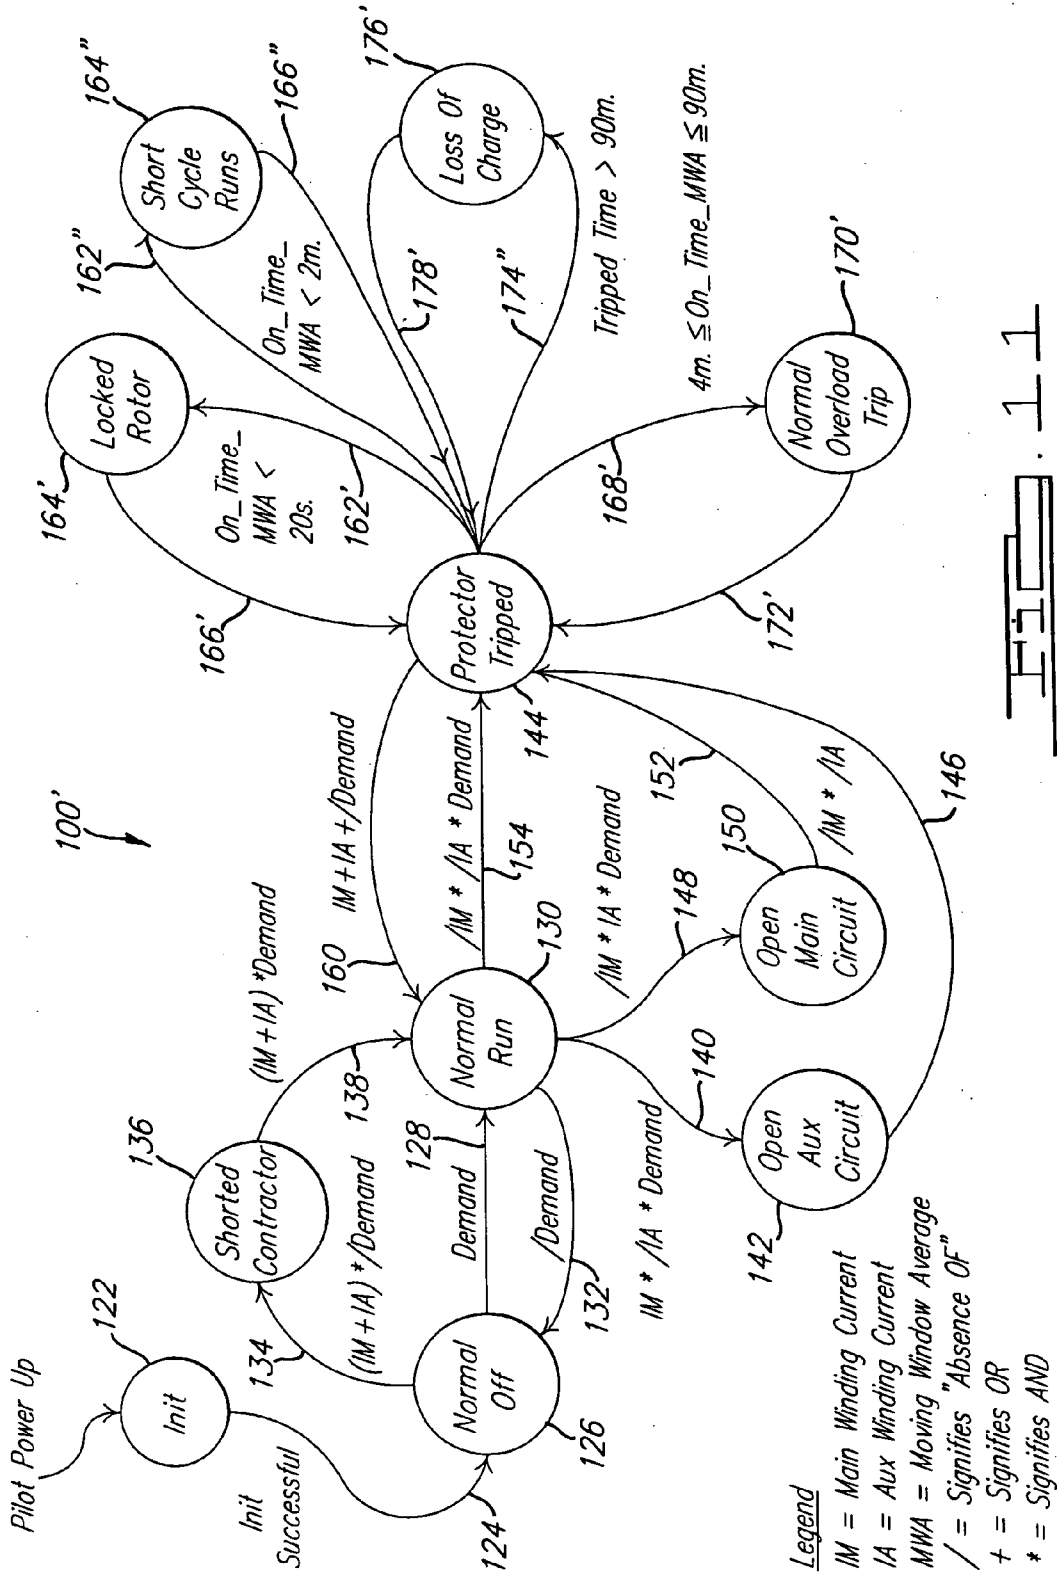 Pilot Power Up
122
Init
Init
Successful
124
Normal
Off
126
134
136
Shorted
Contractor
(IM + IA) */Demand
(IM + IA) *Demand
138
Demand
128
/Demand
132
Normal
Run
130
100'
160
IM + IA + /Demand
/IM * /IA * Demand
154
/IM * IA * Demand
148
140
IM * /IA * Demand
Open
Aux
Circuit
142
Open
Main
Circuit
150
152
/IM * /IA
146
Protector
Tripped
144
164'
Locked
Rotor
166'
On_Time_
MWA <
20s.
162'
164"
Short
Cycle
Runs
162"
166"
On_Time_
MWA < 2m.
176'
Loss Of
Charge
178'
174"
Tripped Time > 90m.
4m. ≦ On_Time_MWA ≦ 90m.
168'
170'
Normal
Overload
Trip
172'
Legend
IM = Main Winding Current
IA = Aux Winding Current
MWA = Moving Window Average
/ = Signifies "Absence OF"
+ = Signifies OR
* = Signifies AND
Fig. 11